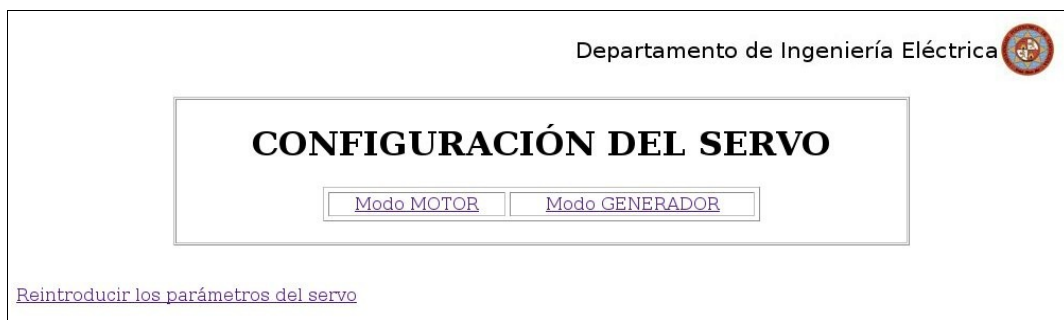 Departamento de Ingeniería Eléctrica
CONFIGURACIÓN DEL SERVO
Modo MOTOR Modo GENERADOR
Reintroducir los parámetros del servo